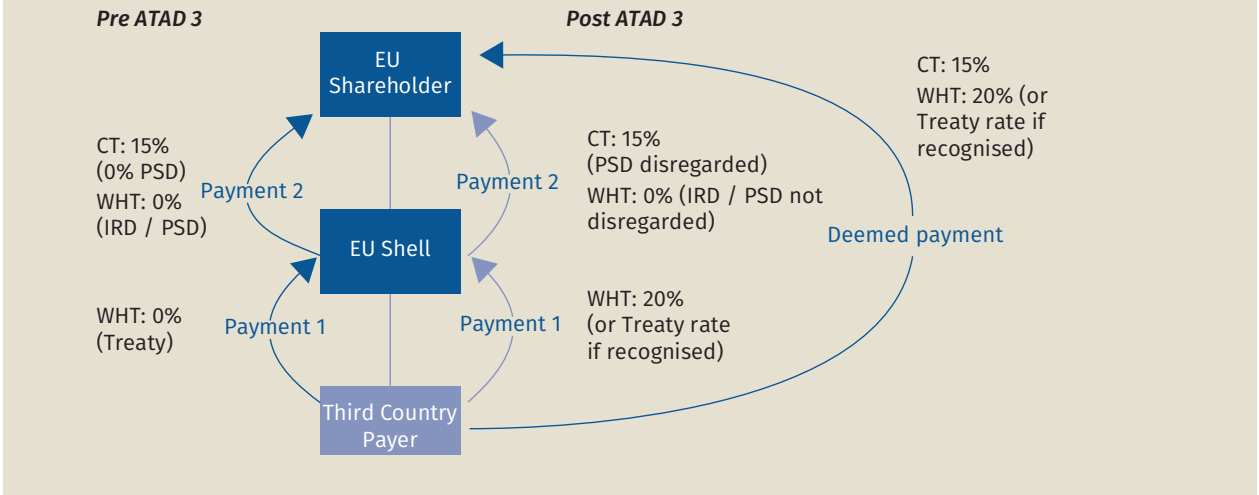 Pre ATAD 3
Post ATAD 3
EU
Shareholder
CT: 15%
WHT: 20% (or
Treaty rate if
recognised)
CT: 15%
(0% PSD)
WHT: 0%
(IRD / PSD)
Payment 2
Payment 2
CT: 15%
(PSD disregarded)
WHT: 0% (IRD / PSD not
disregarded)
EU Shell
Deemed payment
WHT: 0%
(Treaty)
Payment 1
Payment 1
WHT: 20%
(or Treaty rate
if recognised)
Third Country
Payer